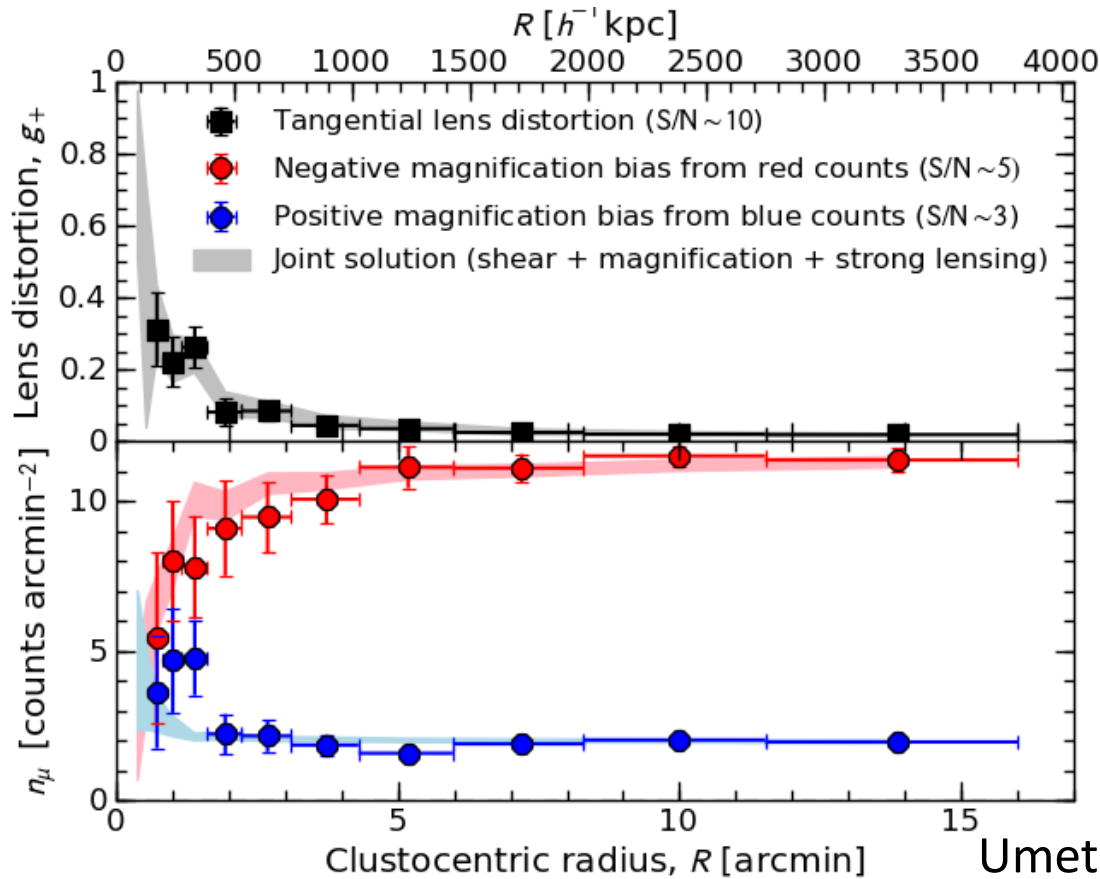 R [h⁻¹ kpc]
0 500 1000 1500 2000 2500 3000 3500 4000
1
0.8
0.6
0.4
0.2
0
Lens distortion, g₊
Tangential lens distortion (S/N~10)
Negative magnification bias from red counts (S/N~5)
Positive magnification bias from blue counts (S/N~3)
Joint solution (shear + magnification + strong lensing)
10
5
0
nμ [counts arcmin⁻²]
0 5 10 15
Clustocentric radius, R [arcmin]
Umet